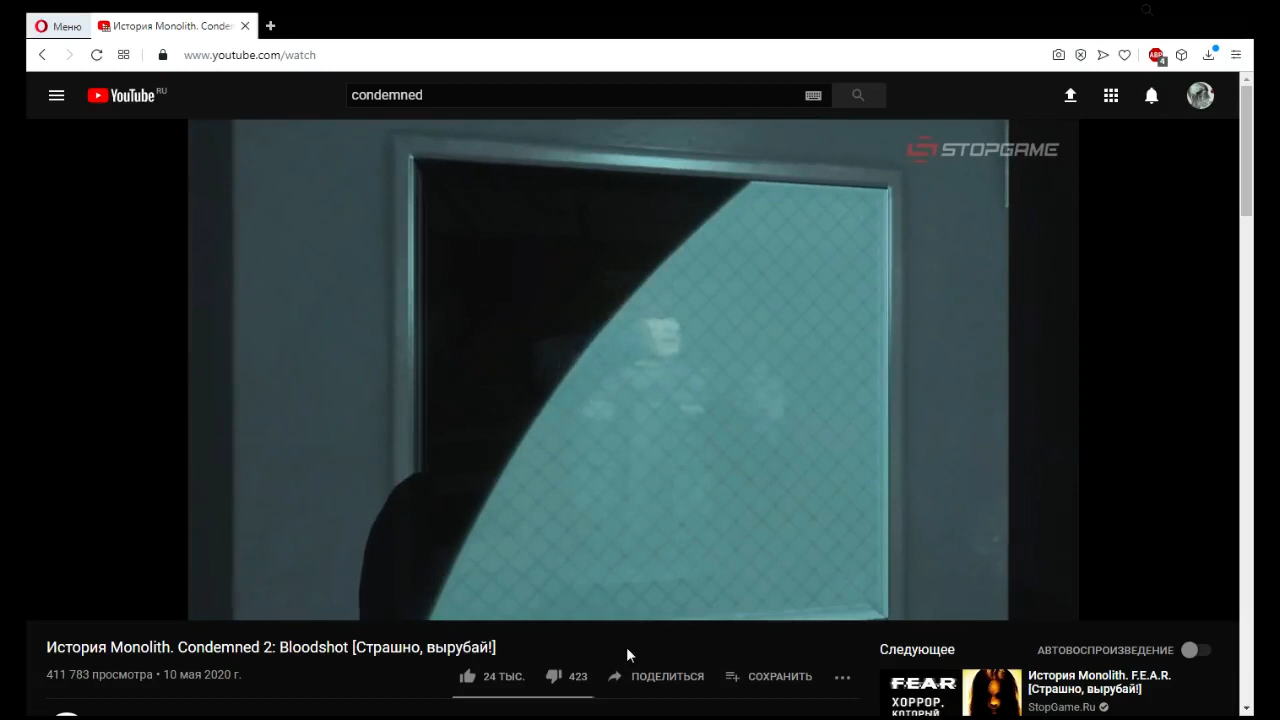 Меню
История Monolith. Conde
www.youtube.com/watch
ABP
4
YouTube RU
condemned
STOPGAME
История Monolith. Condemned 2: Bloodshot [Страшно, вырубай!]
411 783 просмотра • 10 мая 2020 г.
24 ТЫС.
423
ПОДЕЛИТЬСЯ
СОХРАНИТЬ
Следующее
АВТОВОСПРОИЗВЕДЕНИЕ
FEAR
ХОРРОР,
КОТОРЫЙ
История Monolith. F.E.A.R.
[Страшно, вырубай!]
StopGame.Ru